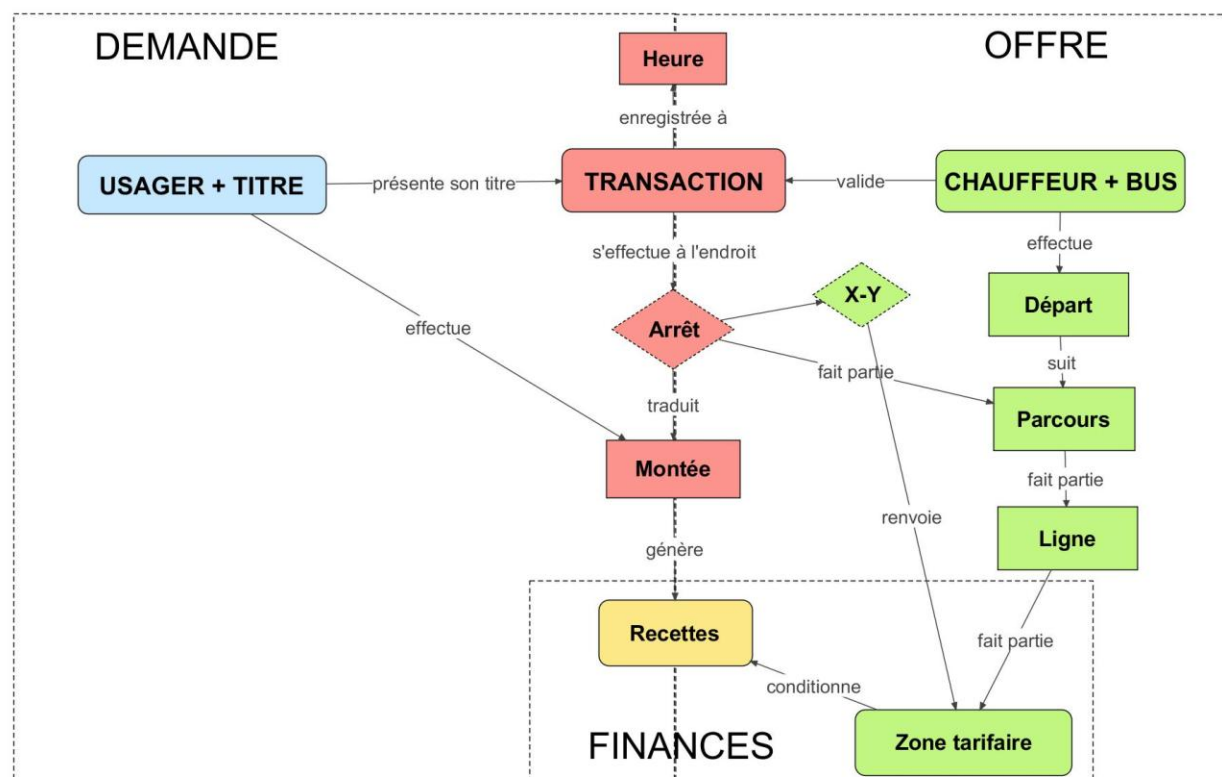 DEMANDE
OFFRE
Heure
enregistrée à
USAGER + TITRE
présente son titre
TRANSACTION
valide
CHAUFFEUR + BUS
s'effectue à l'endroit
effectue
X-Y
Départ
Arrêt
effectue
fait partie
suit
traduit
Parcours
Montée
fait partie
renvoie
Ligne
génère
Recettes
fait partie
conditionne
FINANCES
Zone tarifaire